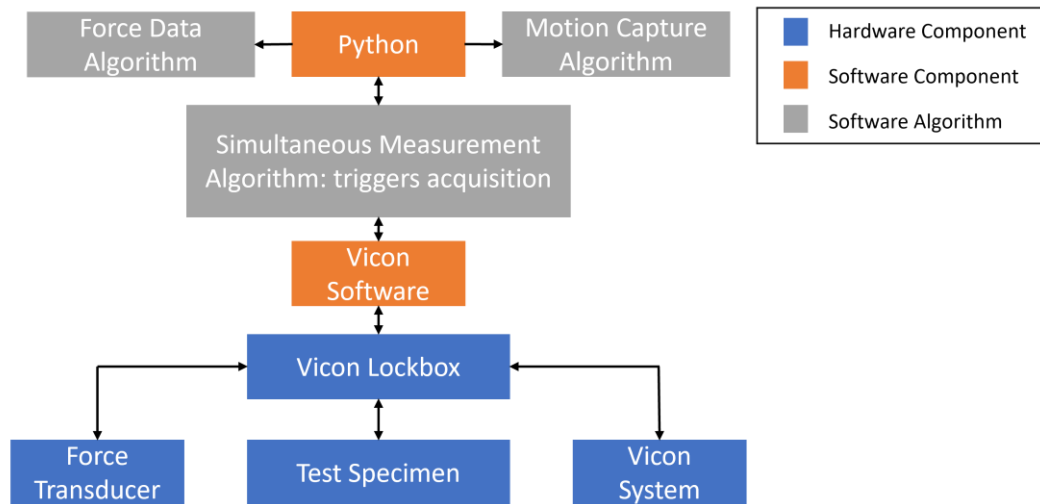 Force Data
Algorithm
Python
Motion Capture
Algorithm
Hardware Component
Software Component
Software Algorithm
Simultaneous Measurement
Algorithm: triggers acquisition
Vicon
Software
Vicon Lockbox
Force
Transducer
Test Specimen
Vicon
System